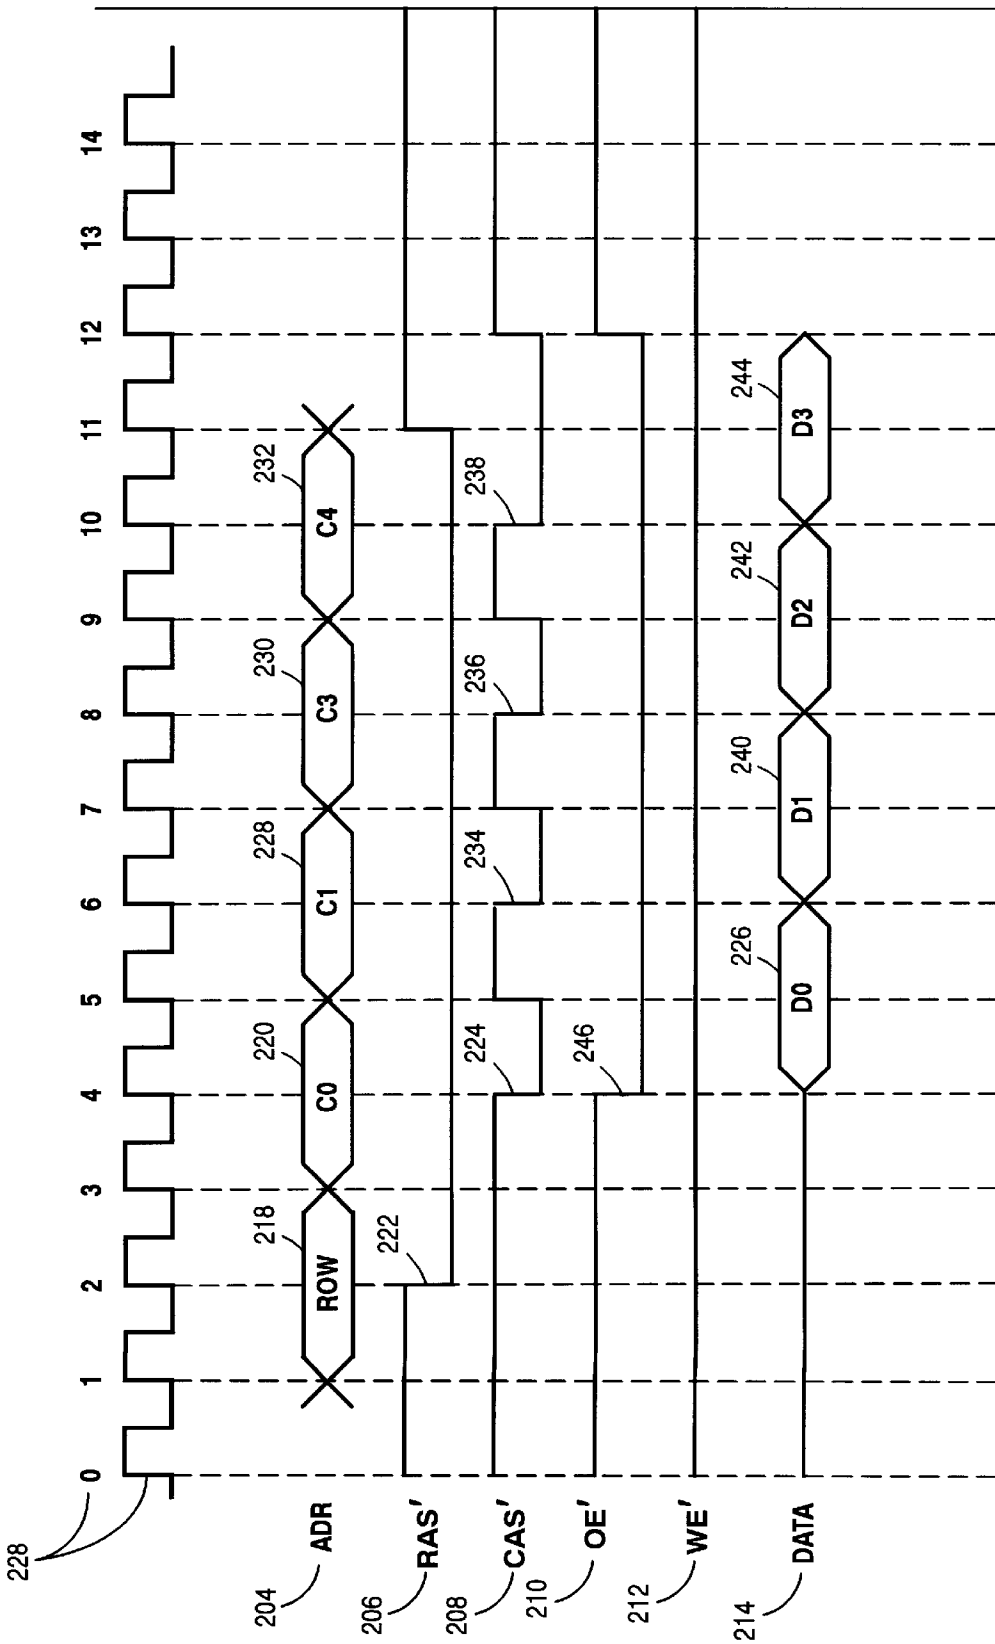 228
0 1 2 3 4 5 6 7 8 9 10 11 12 13 14
218 220 228 230 232
204 ADR ROW C0 C1 C3 C4
222
206 RAS'
224 234 236 238
208 CAS'
246
210 OE'
212 WE'
226 240 242 244
214 DATA D0 D1 D2 D3